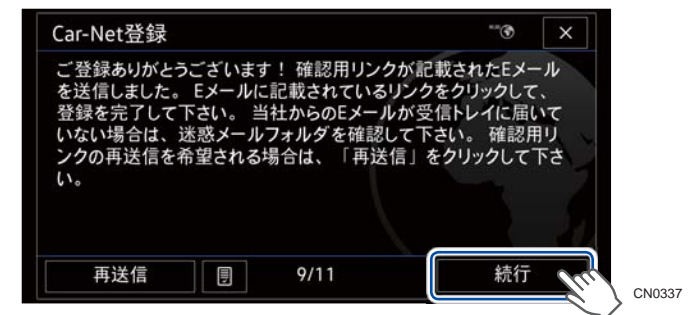 Car-Net登録
ご登録ありがとうございます！ 確認用リンクが記載されたEメール
を送信しました。 Eメールに記載されているリンクをクリックして、
登録を完了して下さい。 当社からのEメールが受信トレイに届いて
いない場合は、迷惑メールフォルダを確認して下さい。 確認用リ
ンクの再送信を希望される場合は、「再送信」をクリックして下さ
い。
再送信 9/11 続行
CN0337